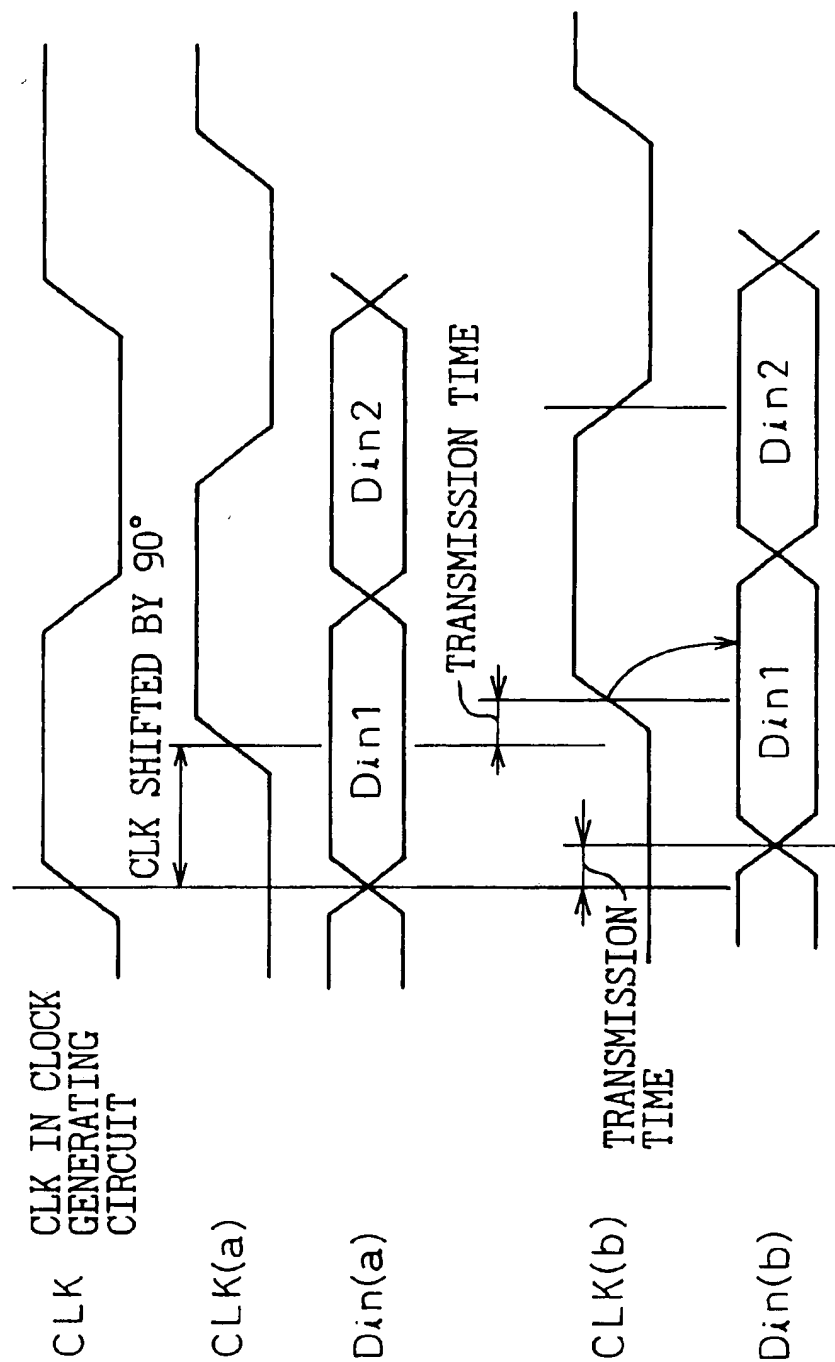 CLK
CLK IN CLOCK
GENERATING
CIRCUIT
CLK SHIFTED BY 90°
CLK(a)
Din(a)
Din1
Din2
TRANSMISSION TIME
CLK(b)
TRANSMISSION
TIME
Din(b)
Din1
Din2